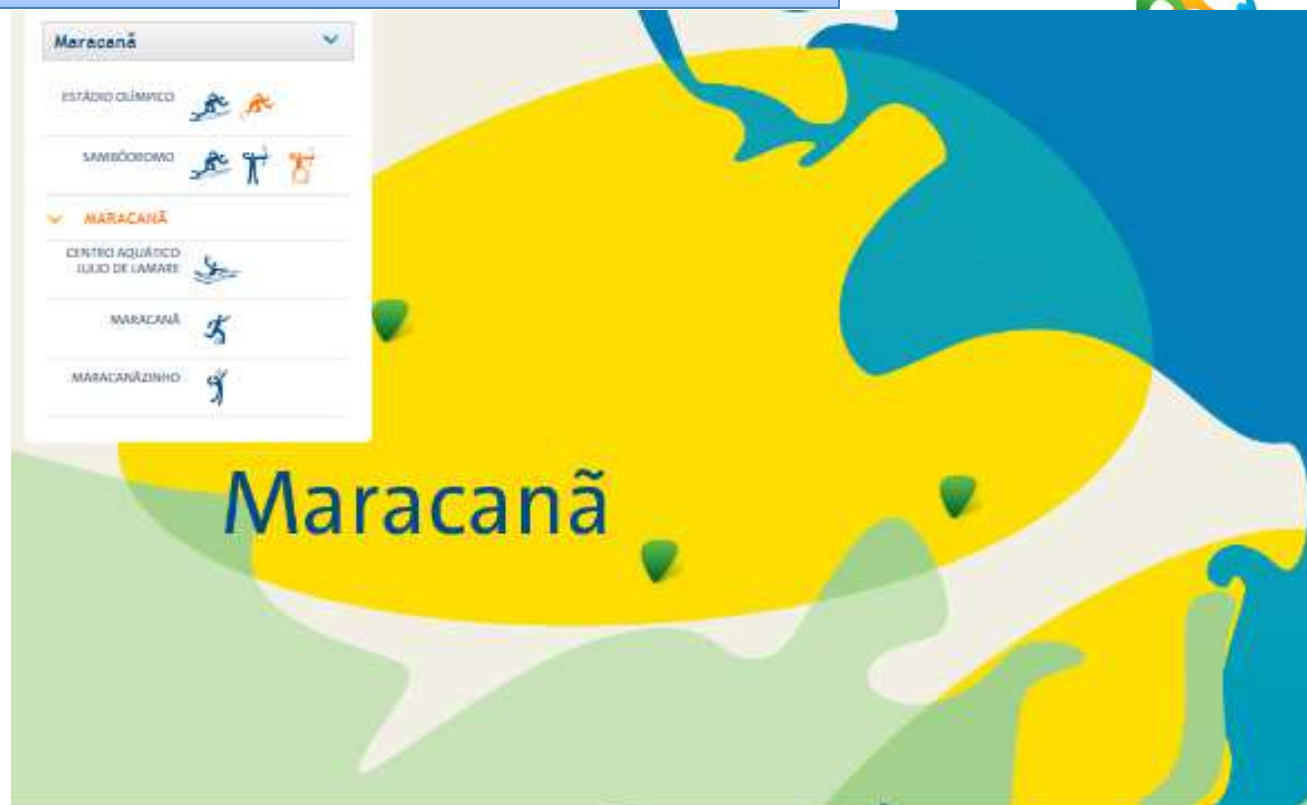 Maracanã
ESTÁDIO OLÍMPICO
SAMBÓDROMO
MARACANÃ
CENTRO AQUÁTICO
JULIO DE LAMARE
MARACANÃ
MARACANÃZINHO
Maracanã